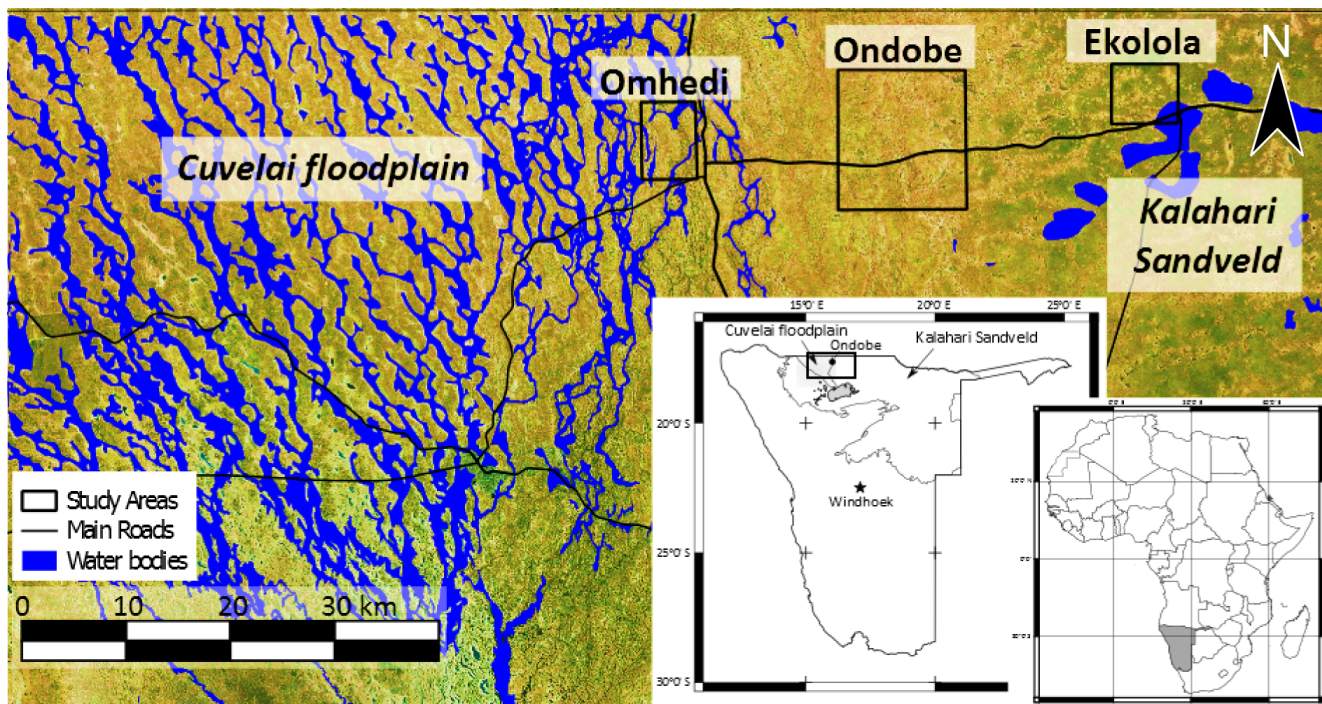 Omhedi
Ondobe
Ekolola
N
Cuvelai floodplain
Kalahari
Sandveld
Study Areas
Main Roads
Water bodies
0 10 20 30 km
15°0' E 20°0' E 25°0' E
Cuvelai floodplain
Ondobe
Kalahari Sandveld
20°0' S
Windhoek
25°0' S
30°0' S